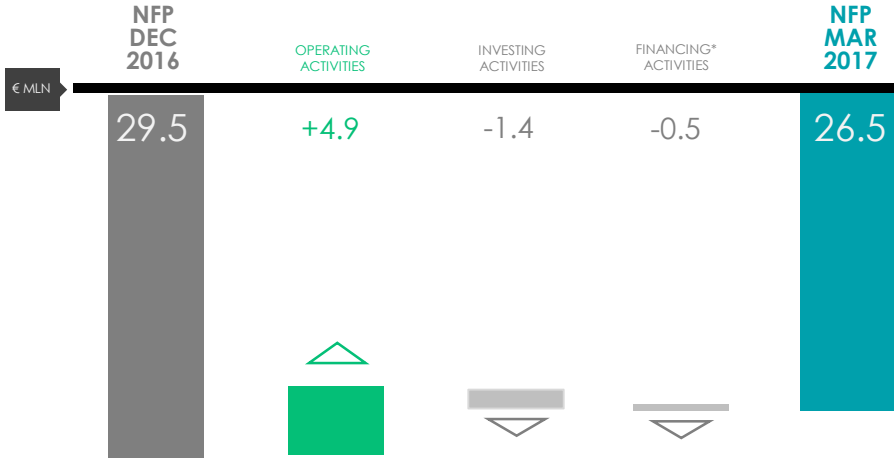 NFP
DEC
2016
OPERATING
ACTIVITIES
INVESTING
ACTIVITIES
FINANCING*
ACTIVITIES
NFP
MAR
2017
€ MLN
29.5
+4.9
-1.4
-0.5
26.5